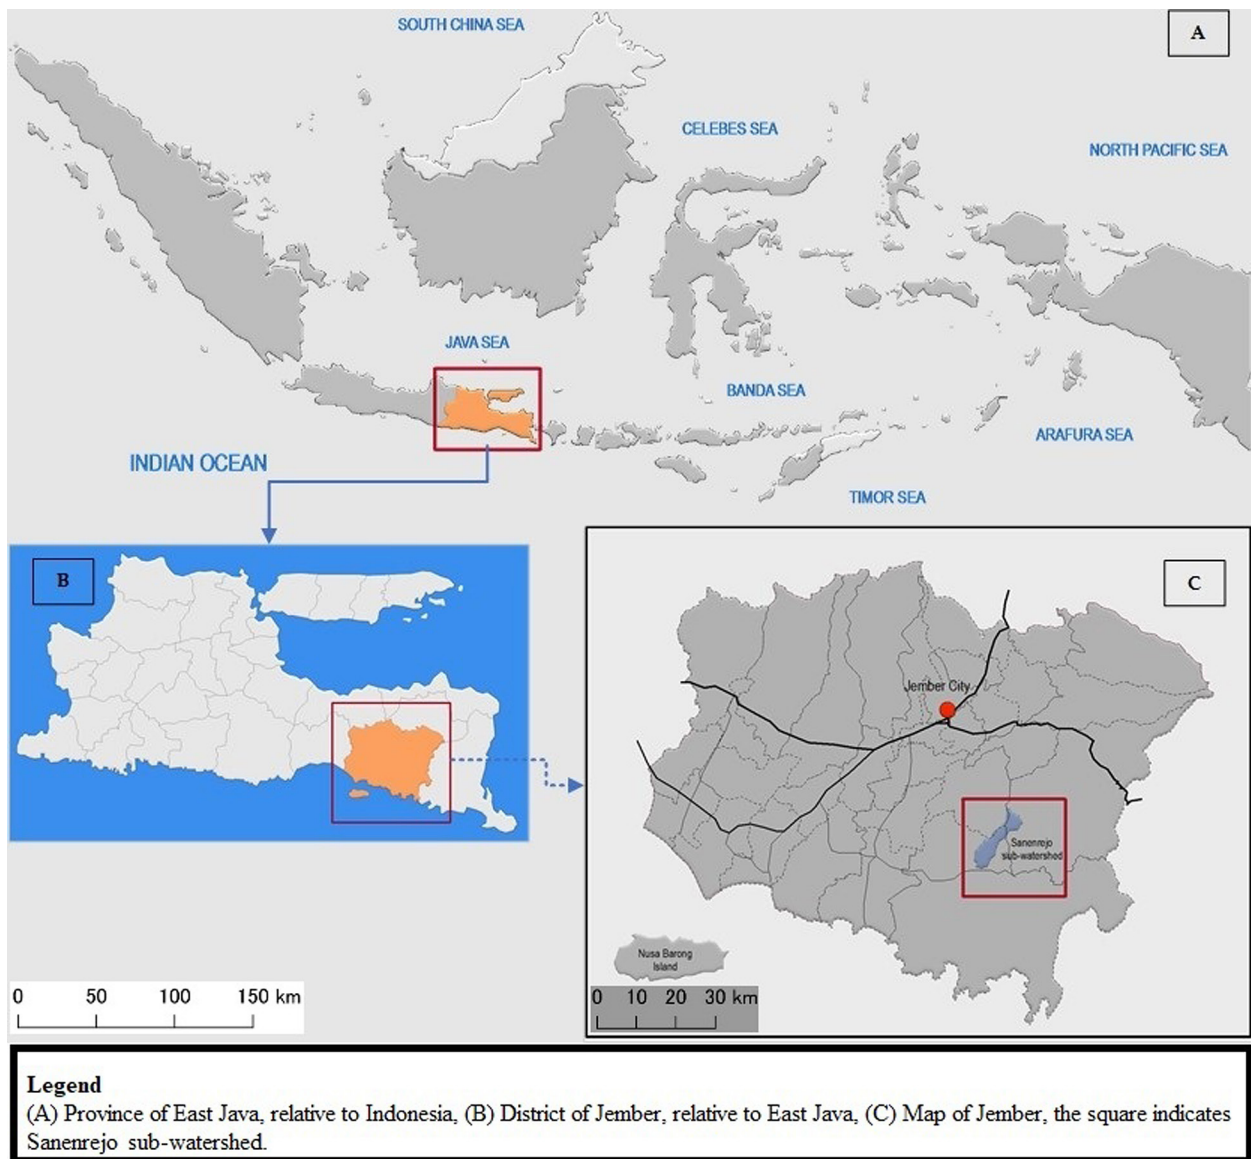 SOUTH CHINA SEA
A
CELEBES SEA
NORTH PACIFIC SEA
JAVA SEA
BANDA SEA
ARAFURA SEA
INDIAN OCEAN
TIMOR SEA
B
C
Jember City
Sanenrejo
sub-watershed
Nusa Barong
Island
0 50 100 150 km
0 10 20 30 km
Legend
(A) Province of East Java, relative to Indonesia, (B) District of Jember, relative to East Java, (C) Map of Jember, the square indicates
Sanenrejo sub-watershed.